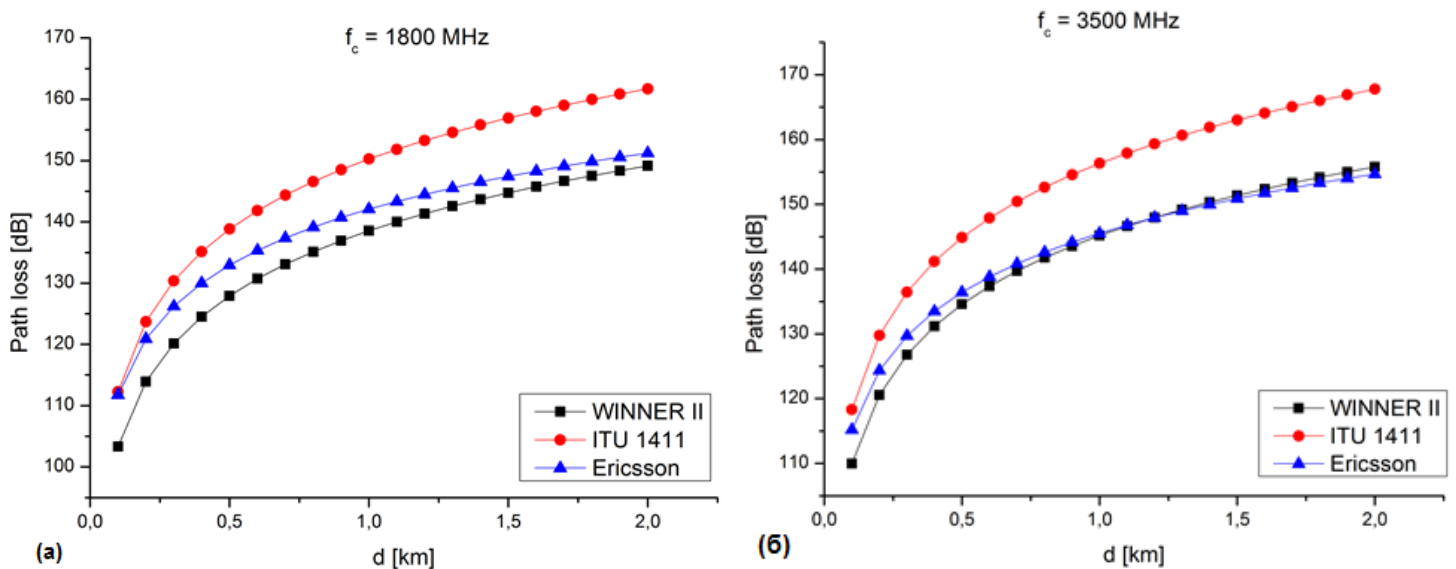 f_c = 1800 MHz
170
160
150
140
130
120
110
100
Path loss [dB]
WINNER II
ITU 1411
Ericsson
0,0
0,5
1,0
1,5
2,0
d [km]
(а)
f_c = 3500 MHz
170
160
150
140
130
120
110
Path loss [dB]
WINNER II
ITU 1411
Ericsson
0,0
0,5
1,0
1,5
2,0
d [km]
(б)